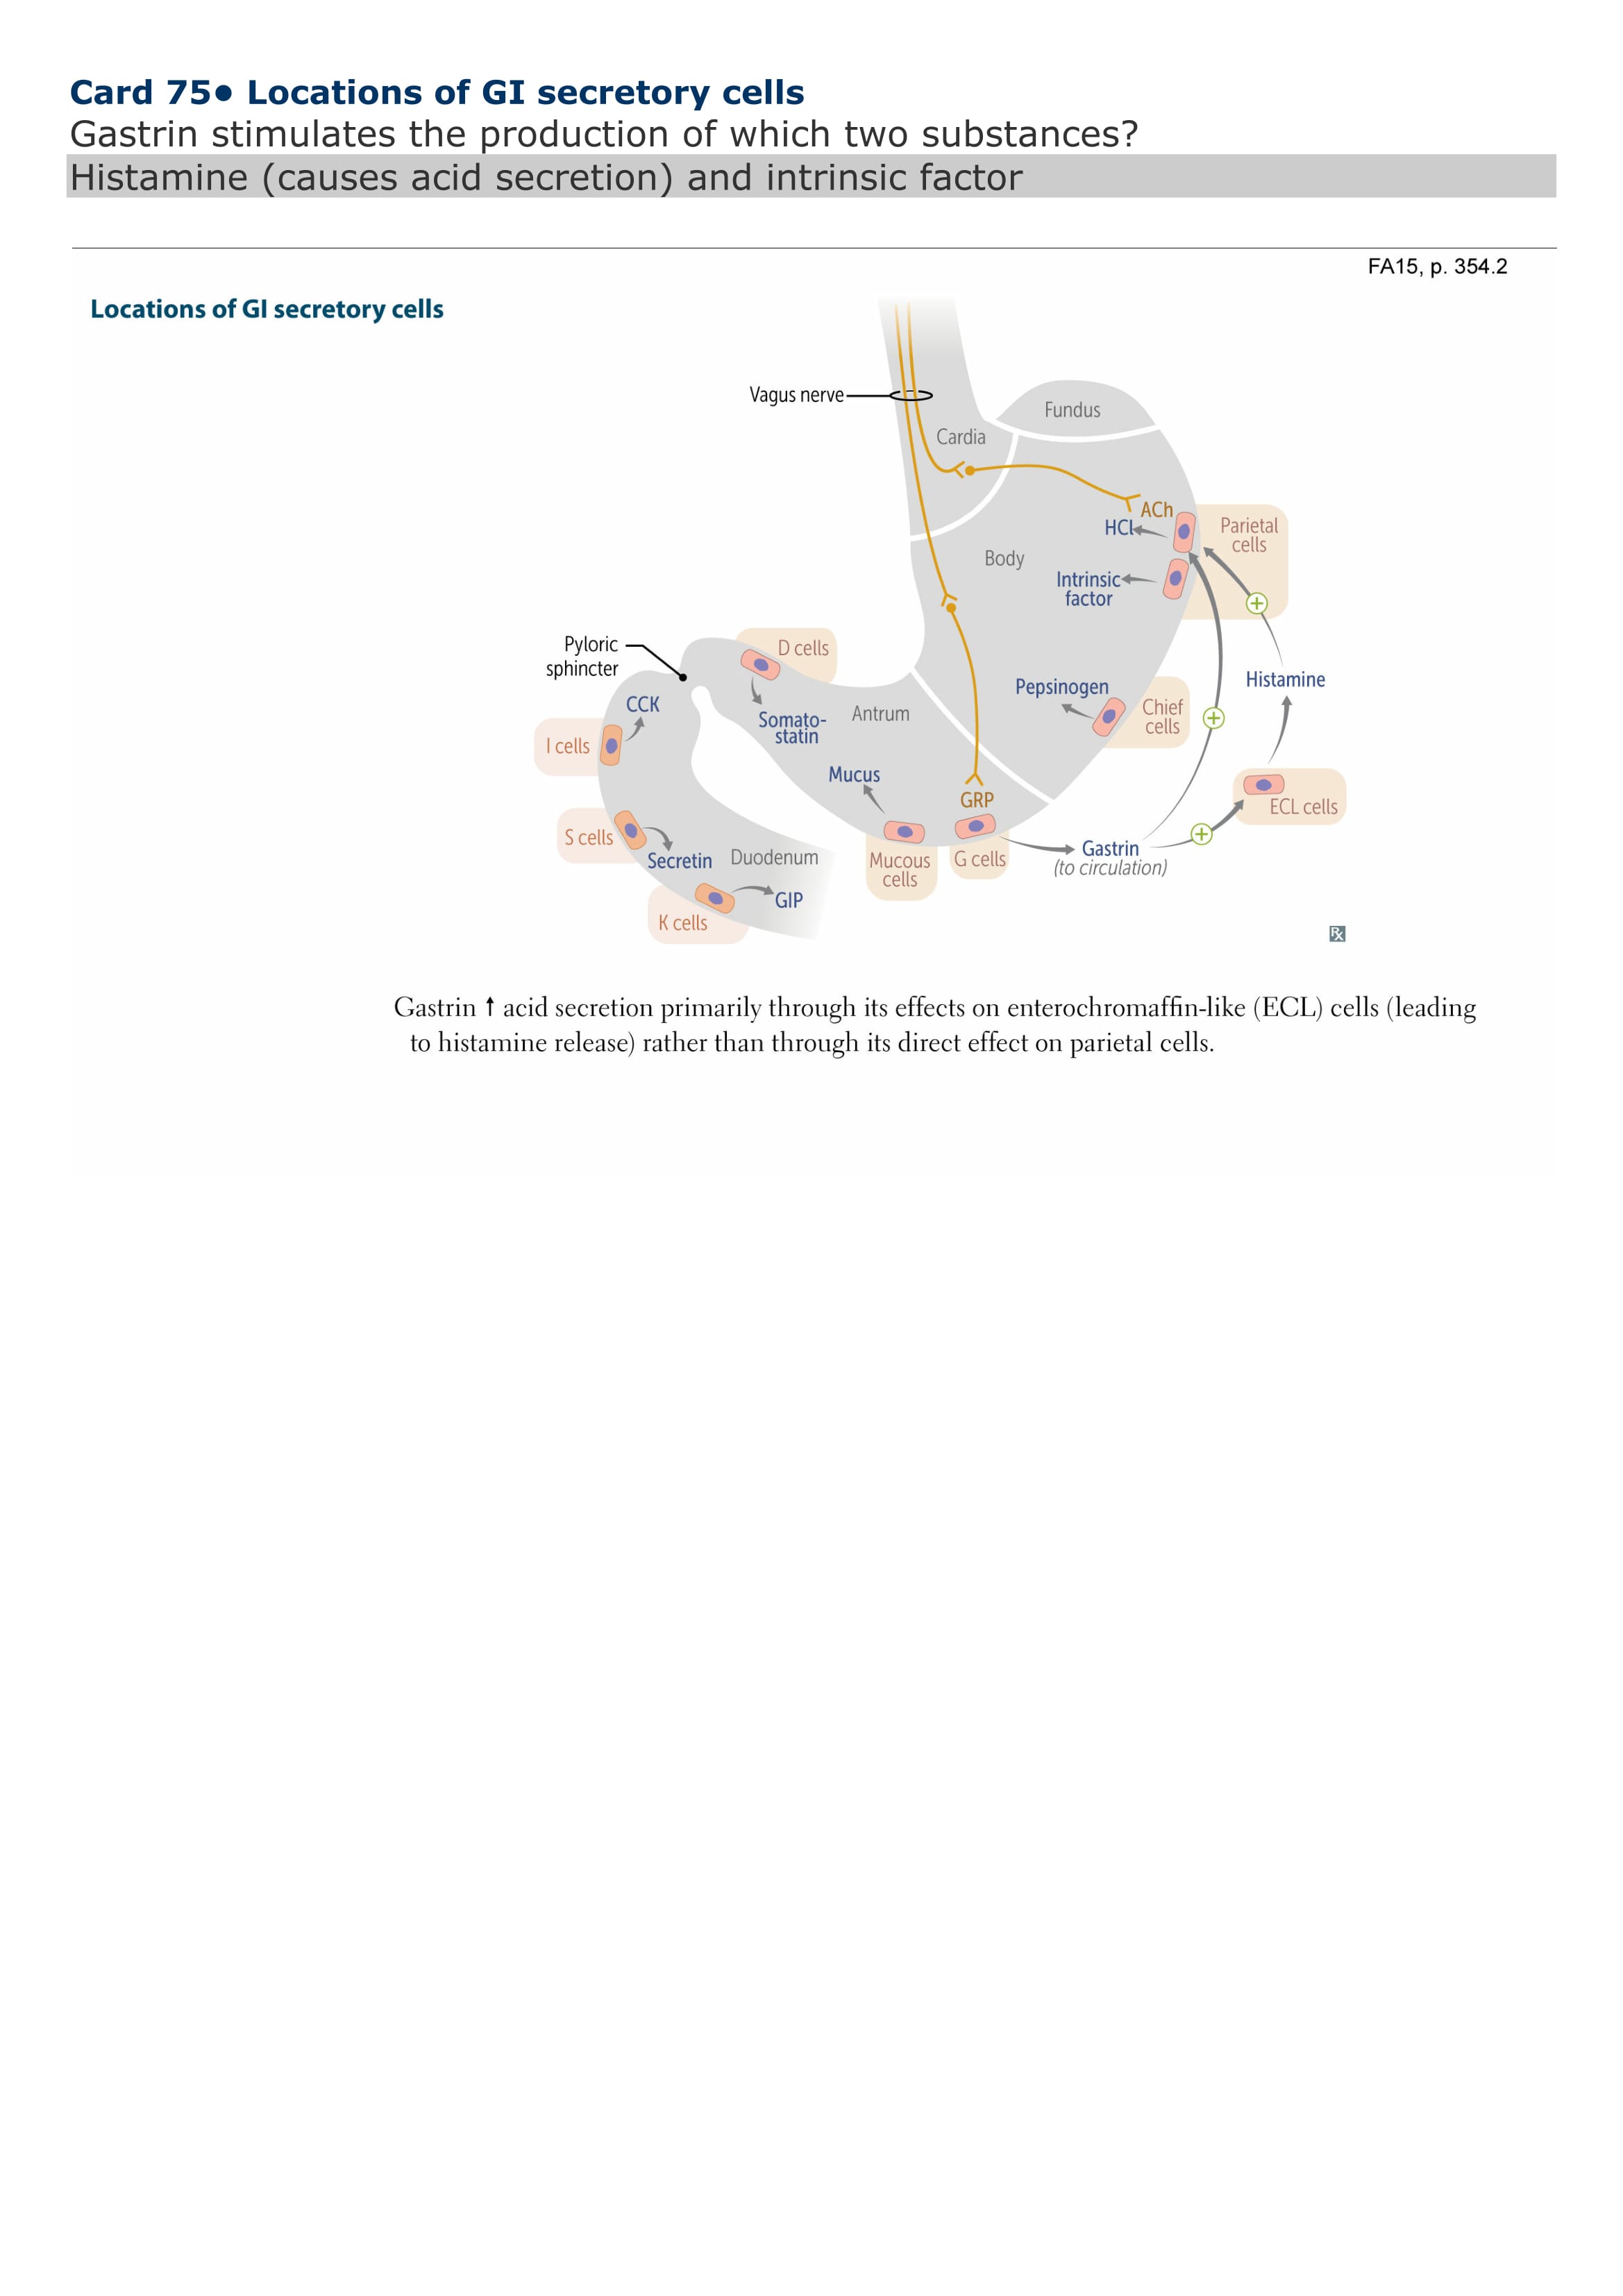 Card 75• Locations of GI secretory cells
Gastrin stimulates the production of which two substances?
Histamine (causes acid secretion) and intrinsic factor
FA15, p. 354.2
Locations of GI secretory cells
Vagus nerve
Fundus
Cardia
ACh
HCl
Parietal
cells
Body
Intrinsic
factor
Pyloric
sphincter
D cells
Histamine
Pepsinogen
CCK
Chief
cells
Somato-
statin
Antrum
I cells
Mucus
GRP
ECL cells
S cells
Secretin
Duodenum
Mucous
cells
G cells
Gastrin
(to circulation)
GIP
K cells
Rx
Gastrin ↑ acid secretion primarily through its effects on enterochromaffin-like (ECL) cells (leading
to histamine release) rather than through its direct effect on parietal cells.